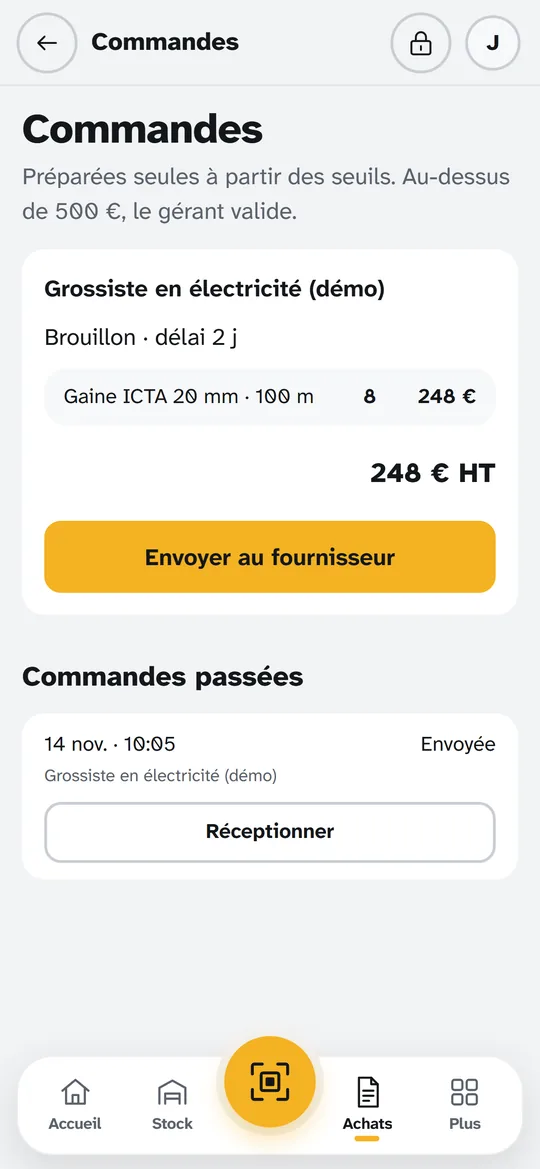 Commandes
J
Commandes
Préparées seules à partir des seuils. Au-dessus
de 500 €, le gérant valide.
Grossiste en électricité (démo)
Brouillon · délai 2 j
Gaine ICTA 20 mm · 100 m 8 248 €
248 € HT
Envoyer au fournisseur
Commandes passées
14 nov. · 10:05 Envoyée
Grossiste en électricité (démo)
Réceptionner
Accueil Stock Achats Plus